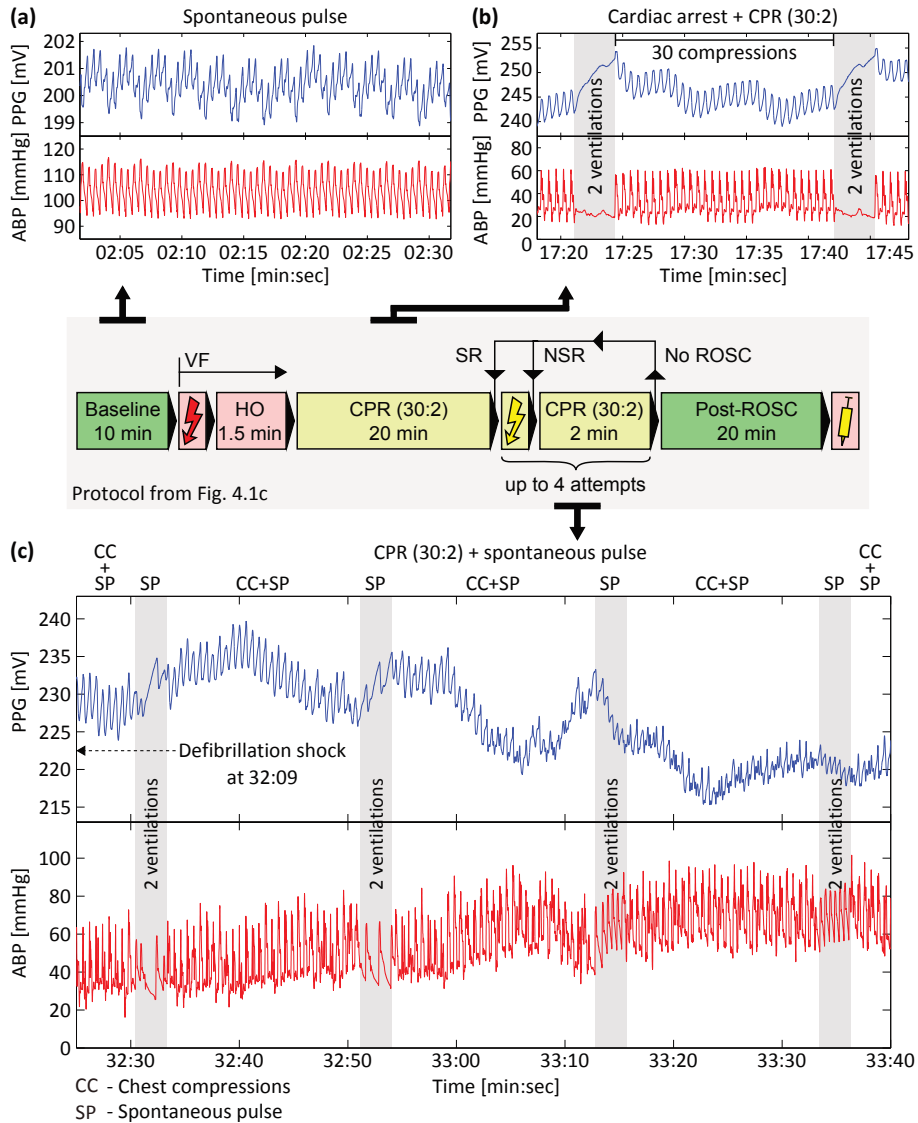 (a)
Spontaneous pulse
PPG [mV]
202
201
200
199
ABP [mmHg]
110
100
90
02:05
02:10
02:15
02:20
02:25
02:30
Time [min:sec]
(b)
Cardiac arrest + CPR (30:2)
30 compressions
PPG [mV]
255
250
245
240
2 ventilations
2 ventilations
ABP [mmHg]
80
60
40
20
0
17:20
17:25
17:30
17:35
17:40
17:45
Time [min:sec]
VF
SR
NSR
No ROSC
Baseline
10 min
HO
1.5 min
CPR (30:2)
20 min
CPR (30:2)
2 min
Post-ROSC
20 min
up to 4 attempts
Protocol from Fig. 4.1c
(c)
CPR (30:2) + spontaneous pulse
CC
+
SP
SP
CC+SP
SP
CC+SP
SP
CC+SP
SP
CC
+
SP
PPG [mV]
240
235
230
225
220
215
Defibrillation shock
at 32:09
2 ventilations
2 ventilations
2 ventilations
2 ventilations
ABP [mmHg]
100
80
60
40
20
0
32:30
32:40
32:50
33:00
33:10
33:20
33:30
33:40
Time [min:sec]
CC - Chest compressions
SP - Spontaneous pulse